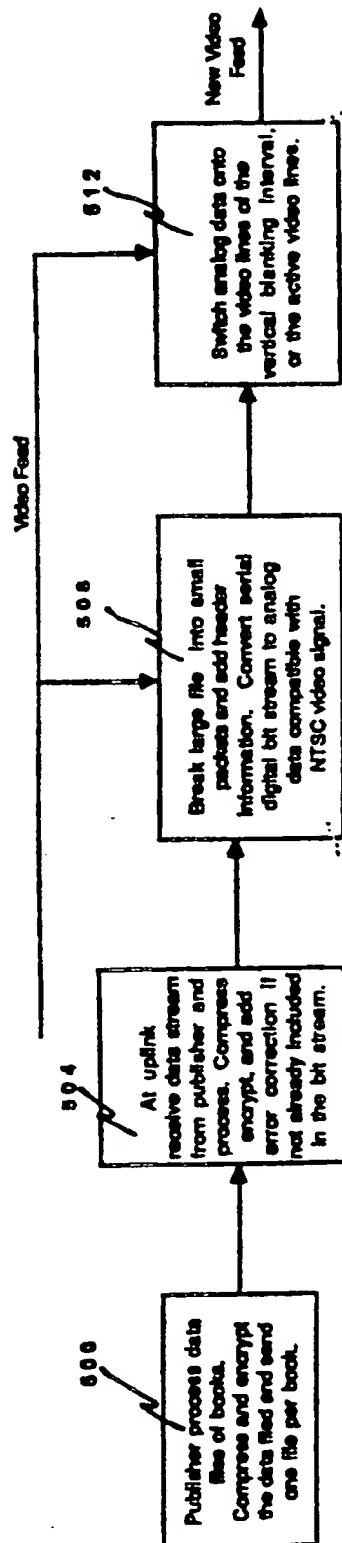 Video Feed
500
Publisher process data
files of books.
Compress and encrypt
the data filed and send
one file per book.
504
At uplink
receive data stream
from publisher and
process. Compress
encrypt, and add
error correction if
not already included
in the bit stream.
508
Break large file into small
packets and add header
information. Convert serial
digital bit stream to analog
data compatible with
NTSC video signal.
512
Switch analog data onto
the video lines of the
vertical blanking interval,
or the active video lines.
New Video
Feed